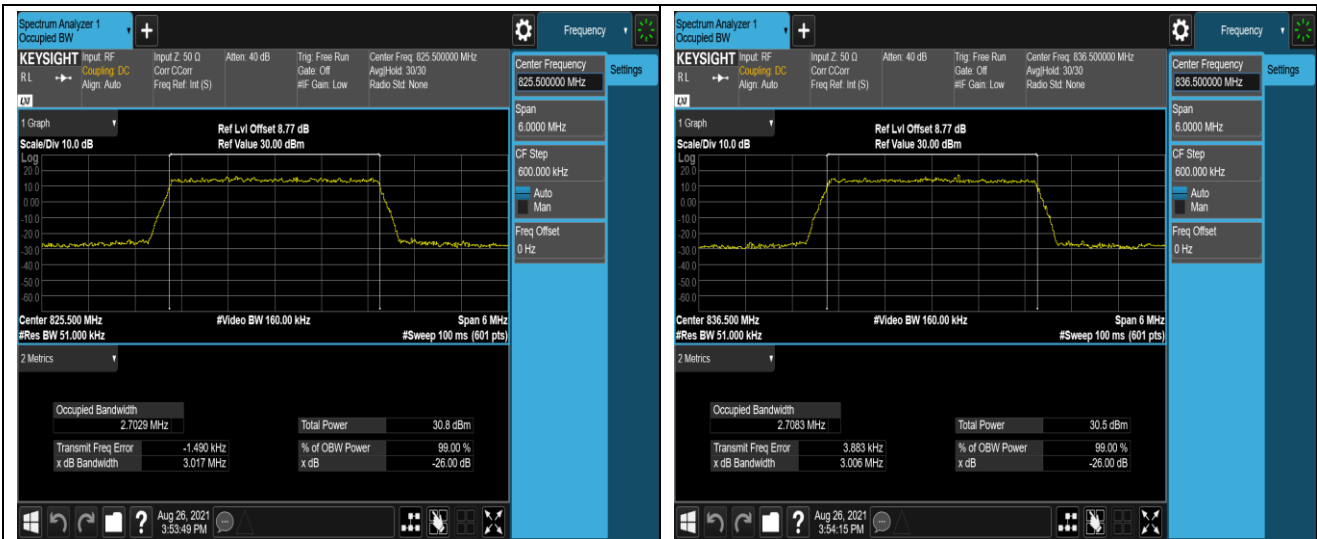 Spectrum Analyzer 1
Occupied BW
Frequency
KEYSIGHT
Input: RF
Input Z: 50 Ω
Atten: 40 dB
Trig: Free Run
Center Freq: 825.500000 MHz
R L
Coupling: DC
Corr CCorr
Gate: Off
Avg|Hold: 30/30
Align: Auto
Freq Ref: Int (S)
#IF Gain: Low
Radio Std: None
LXI
Center Frequency
825.500000 MHz
Settings
Span
6.0000 MHz
CF Step
600.000 kHz
Auto
Man
Freq Offset
0 Hz
1 Graph
Ref Lvl Offset 8.77 dB
Scale/Div 10.0 dB
Ref Value 30.00 dBm
Log
20.0
10.0
0.00
-10.0
-20.0
-30.0
-40.0
-50.0
-60.0
Center 825.500 MHz
#Video BW 160.00 kHz
Span 6 MHz
#Res BW 51.000 kHz
#Sweep 100 ms (601 pts)
2 Metrics
Occupied Bandwidth
2.7029 MHz
Total Power
30.8 dBm
Transmit Freq Error
-1.490 kHz
% of OBW Power
99.00 %
x dB Bandwidth
3.017 MHz
x dB
-26.00 dB
?
Aug 26, 2021
3:53:49 PM
Spectrum Analyzer 1
Occupied BW
Frequency
KEYSIGHT
Input: RF
Input Z: 50 Ω
Atten: 40 dB
Trig: Free Run
Center Freq: 836.500000 MHz
R L
Coupling: DC
Corr CCorr
Gate: Off
Avg|Hold: 30/30
Align: Auto
Freq Ref: Int (S)
#IF Gain: Low
Radio Std: None
LXI
Center Frequency
836.500000 MHz
Settings
Span
6.0000 MHz
CF Step
600.000 kHz
Auto
Man
Freq Offset
0 Hz
1 Graph
Ref Lvl Offset 8.77 dB
Scale/Div 10.0 dB
Ref Value 30.00 dBm
Log
20.0
10.0
0.00
-10.0
-20.0
-30.0
-40.0
-50.0
-60.0
Center 836.500 MHz
#Video BW 160.00 kHz
Span 6 MHz
#Res BW 51.000 kHz
#Sweep 100 ms (601 pts)
2 Metrics
Occupied Bandwidth
2.7083 MHz
Total Power
30.5 dBm
Transmit Freq Error
3.883 kHz
% of OBW Power
99.00 %
x dB Bandwidth
3.006 MHz
x dB
-26.00 dB
?
Aug 26, 2021
3:54:15 PM